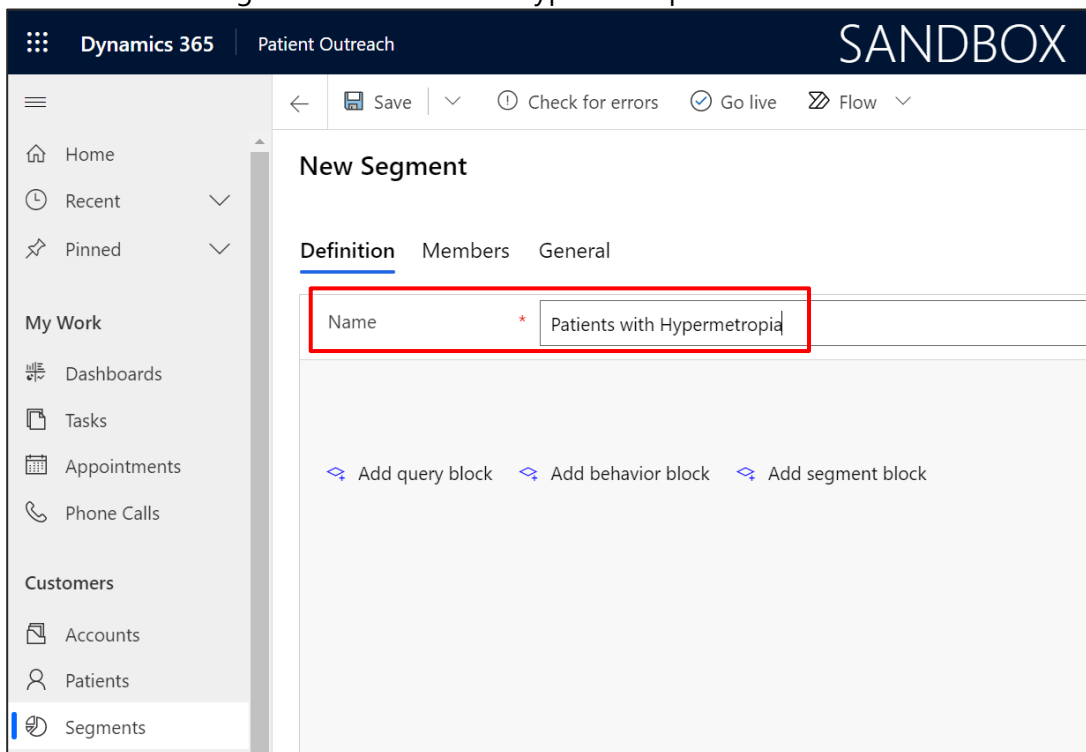 Dynamics 365 Patient Outreach SANDBOX
Save Check for errors Go live Flow
Home
Recent
Pinned
My Work
Dashboards
Tasks
Appointments
Phone Calls
Customers
Accounts
Patients
Segments
New Segment
Definition Members General
Name * Patients with Hypermetropia
Add query block Add behavior block Add segment block